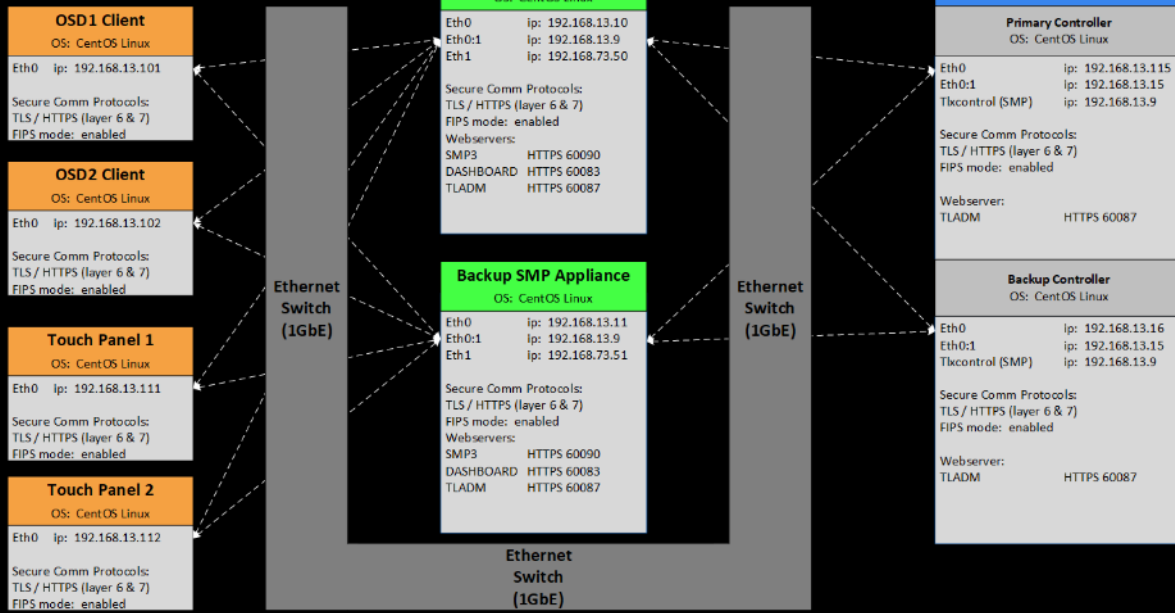 OSD1 Client
OS: CentOS Linux
Eth0 ip: 192.168.13.101
Secure Comm Protocols:
TLS / HTTPS (layer 6 & 7)
FIPS mode: enabled
OSD2 Client
OS: CentOS Linux
Eth0 ip: 192.168.13.102
Secure Comm Protocols:
TLS / HTTPS (layer 6 & 7)
FIPS mode: enabled
Touch Panel 1
OS: CentOS Linux
Eth0 ip: 192.168.13.111
Secure Comm Protocols:
TLS / HTTPS (layer 6 & 7)
FIPS mode: enabled
Touch Panel 2
OS: CentOS Linux
Eth0 ip: 192.168.13.112
Secure Comm Protocols:
TLS / HTTPS (layer 6 & 7)
FIPS mode: enabled
Ethernet
Switch
(1GbE)
OS: CentOS Linux
Eth0 ip: 192.168.13.10
Eth0:1 ip: 192.168.13.9
Eth1 ip: 192.168.73.50
Secure Comm Protocols:
TLS / HTTPS (layer 6 & 7)
FIPS mode: enabled
Webservers:
SMP3 HTTPS 60090
DASHBOARD HTTPS 60083
TLADM HTTPS 60087
Backup SMP Appliance
OS: CentOS Linux
Eth0 ip: 192.168.13.11
Eth0:1 ip: 192.168.13.9
Eth1 ip: 192.168.73.51
Secure Comm Protocols:
TLS / HTTPS (layer 6 & 7)
FIPS mode: enabled
Webservers:
SMP3 HTTPS 60090
DASHBOARD HTTPS 60083
TLADM HTTPS 60087
Ethernet
Switch
(1GbE)
Ethernet
Switch
(1GbE)
Primary Controller
OS: CentOS Linux
Eth0 ip: 192.168.13.115
Eth0:1 ip: 192.168.13.15
Tlxcontrol (SMP) ip: 192.168.13.9
Secure Comm Protocols:
TLS / HTTPS (layer 6 & 7)
FIPS mode: enabled
Webserver:
TLADM HTTPS 60087
Backup Controller
OS: CentOS Linux
Eth0 ip: 192.168.13.16
Eth0:1 ip: 192.168.13.15
Tlxcontrol (SMP) ip: 192.168.13.9
Secure Comm Protocols:
TLS / HTTPS (layer 6 & 7)
FIPS mode: enabled
Webserver:
TLADM HTTPS 60087